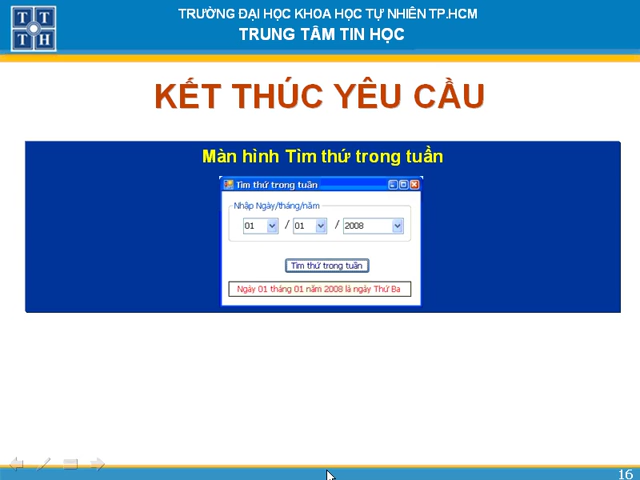 TRƯỜNG ĐẠI HỌC KHOA HỌC TỰ NHIÊN TP.HCM
TRUNG TÂM TIN HỌC
T T
T H
KẾT THÚC YÊU CẦU
Màn hình Tìm thứ trong tuần
Tìm thứ trong tuần
Nhập Ngày/tháng/năm
01 / 01 / 2008
Tìm thứ trong tuần
Ngày 01 tháng 01 năm 2008 là ngày Thứ Ba
16